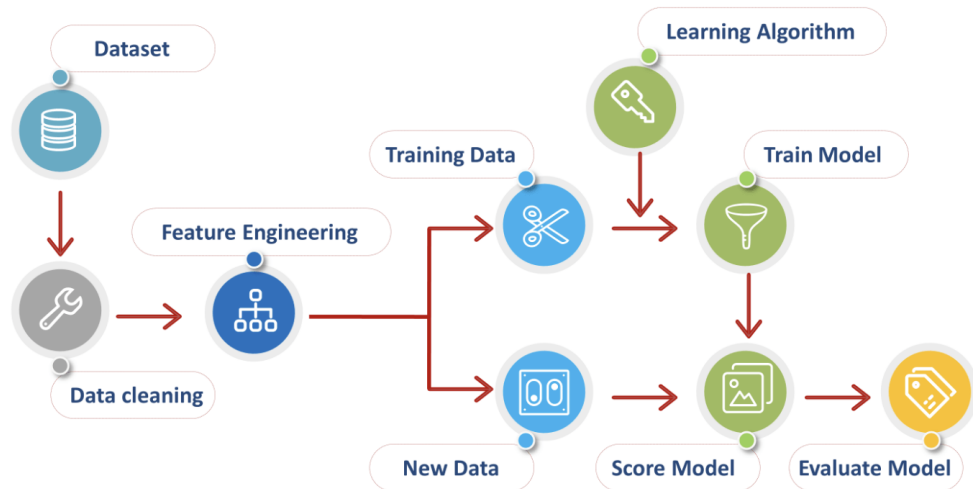 Learning Algorithm
Dataset
Training Data
Train Model
Feature Engineering
Data cleaning
New Data
Score Model
Evaluate Model